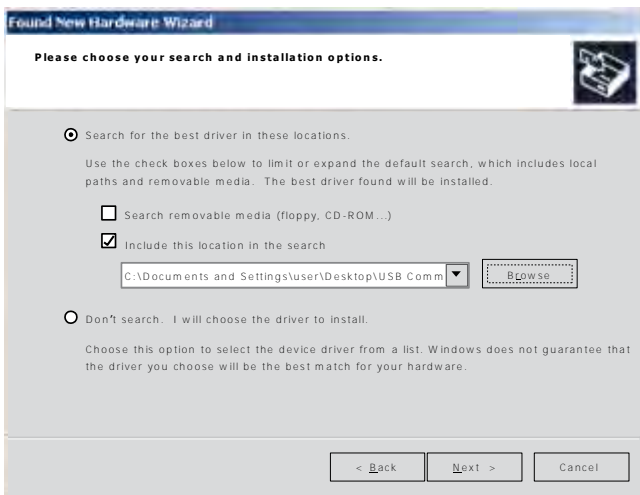 Found New Hardware Wizard
Please choose your search and installation options.
Search for the best driver in these locations.
Use the check boxes below to limit or expand the default search, which includes local
paths and removable media. The best driver found will be installed.
Search removable media (floppy, CD-ROM...)
Include this location in the search
C:\Documents and Settings\user\Desktop\USB Comm
Browse
Don't search. I will choose the driver to install.
Choose this option to select the device driver from a list. Windows does not guarantee that
the driver you choose will be the best match for your hardware.
< Back Next > Cancel